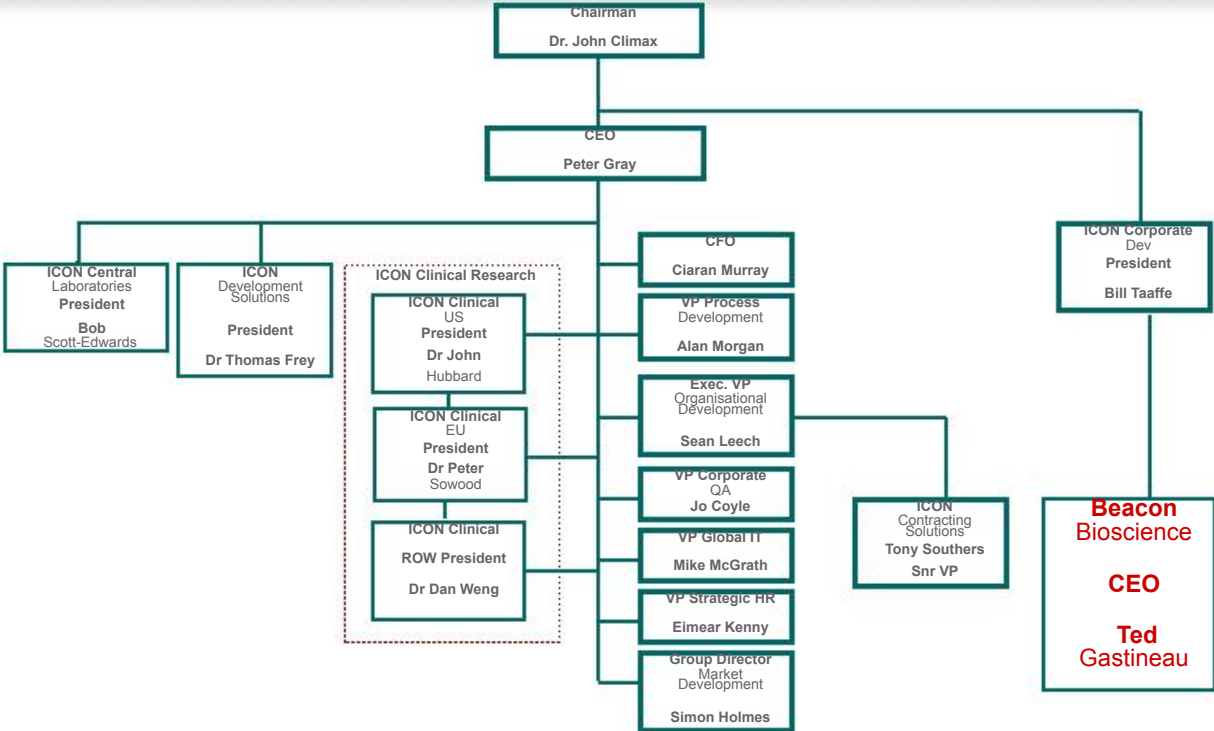 Chairman
Dr. John Climax
CEO
Peter Gray
ICON Corporate
Dev
President
Bill Taaffe
ICON Central
Laboratories
President
Bob
Scott-Edwards
ICON
Development
Solutions
President
Dr Thomas Frey
ICON Clinical Research
ICON Clinical
US
President
Dr John
Hubbard
ICON Clinical
EU
President
Dr Peter
Sowood
ICON Clinical
ROW President
Dr Dan Weng
CFO
Ciaran Murray
VP Process
Development
Alan Morgan
Exec. VP
Organisational
Development
Sean Leech
VP Corporate
QA
Jo Coyle
VP Global IT
Mike McGrath
VP Strategic HR
Eimear Kenny
Group Director
Market
Development
Simon Holmes
ICON
Contracting
Solutions
Tony Southers
Snr VP
Beacon
Bioscience
CEO
Ted
Gastineau